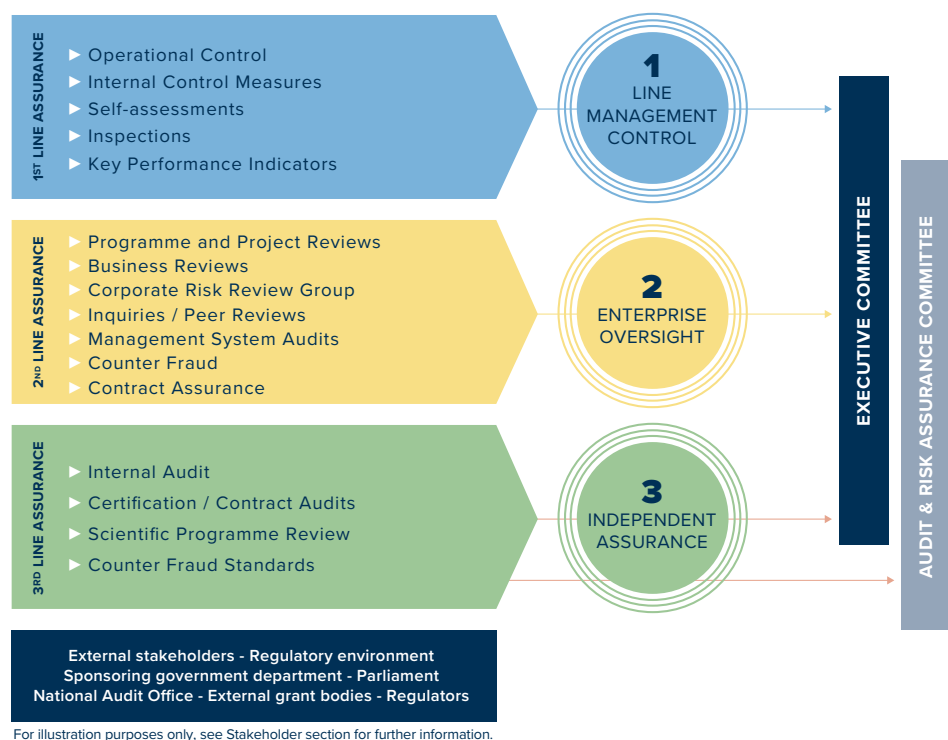 1ST LINE ASSURANCE
Operational Control
Internal Control Measures
Self-assessments
Inspections
Key Performance Indicators
1
LINE
MANAGEMENT
CONTROL
2ND LINE ASSURANCE
Programme and Project Reviews
Business Reviews
Corporate Risk Review Group
Inquiries / Peer Reviews
Management System Audits
Counter Fraud
Contract Assurance
2
ENTERPRISE
OVERSIGHT
3RD LINE ASSURANCE
Internal Audit
Certification / Contract Audits
Scientific Programme Review
Counter Fraud Standards
3
INDEPENDENT
ASSURANCE
EXECUTIVE COMMITTEE
AUDIT & RISK ASSURANCE COMMITTEE
External stakeholders - Regulatory environment
Sponsoring government department - Parliament
National Audit Office - External grant bodies - Regulators
For illustration purposes only, see Stakeholder section for further information.